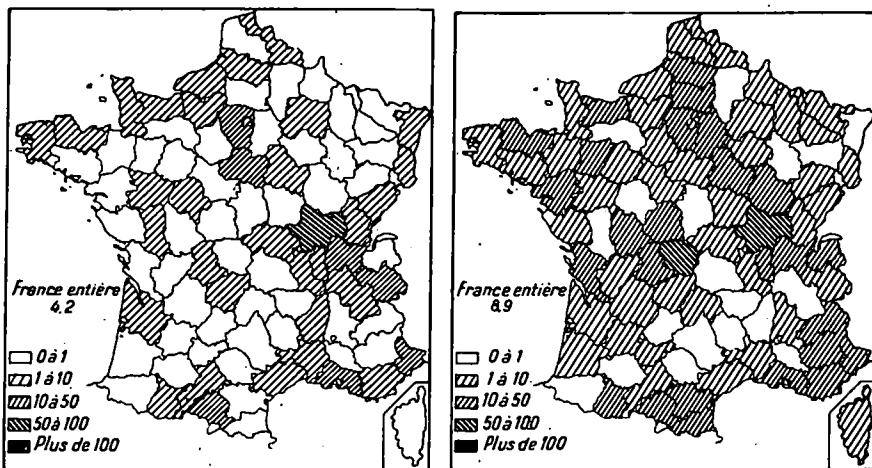 France entière
4.2
0 à 1
1 à 10
10 à 50
50 à 100
Plus de 100
France entière
8.9
0 à 1
1 à 10
10 à 50
50 à 100
Plus de 100